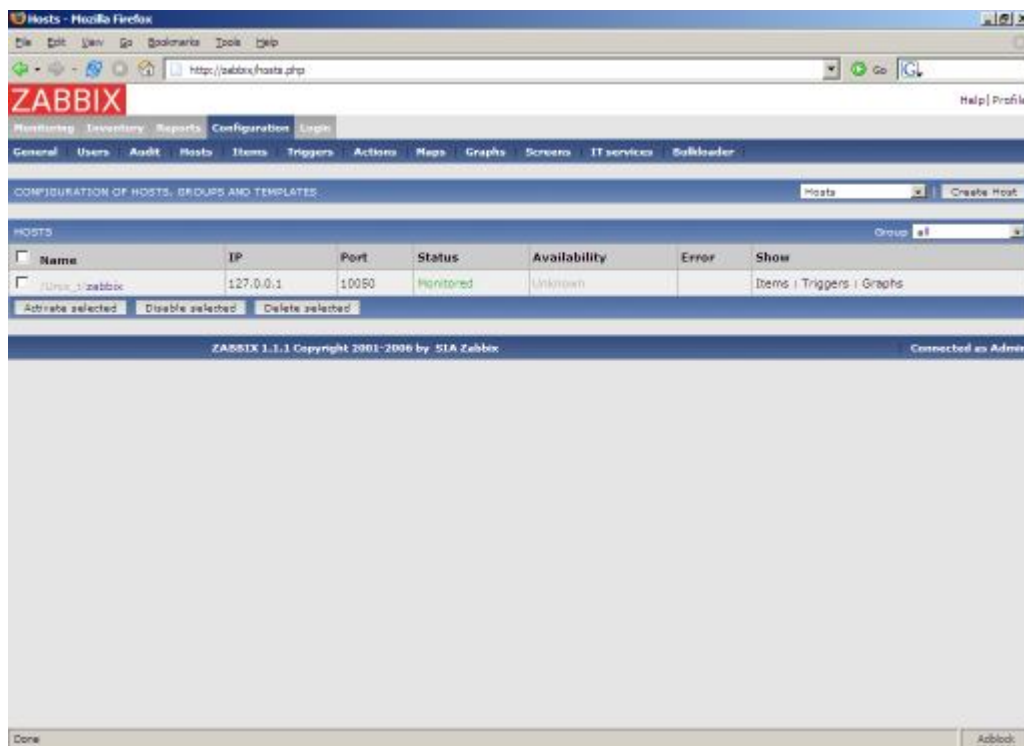 Hosts - Mozilla Firefox
File Edit View Go Bookmarks Tools Help
http://zabbix/hosts.php Go G
ZABBIX Help | Profile
Monitoring Inventory Reports Configuration Login
General Users Audit Hosts Items Triggers Actions Maps Graphs Screens IT services Bulkloader
CONFIGURATION OF HOSTS, GROUPS AND TEMPLATES Hosts Create Host
HOSTS Group all
Name IP Port Status Availability Error Show
zabbix 127.0.0.1 10050 Monitored Unknown Items : Triggers : Graphs
Activate selected Disable selected Delete selected
ZABBIX 1.1.1 Copyright 2001-2006 by SIA Zabbix Connected as Admin
Done Adblock